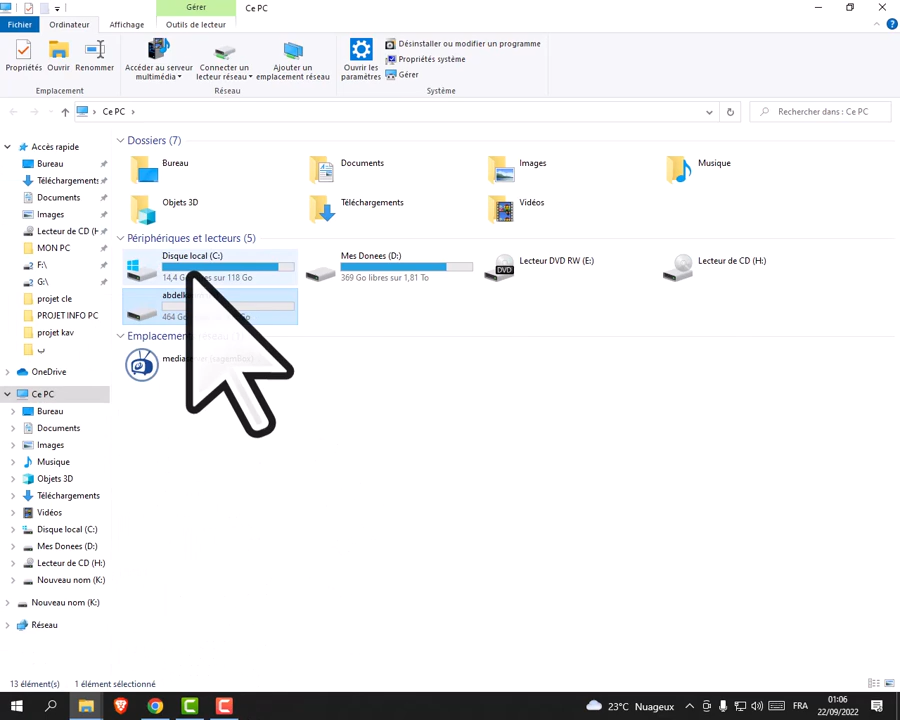 Gérer
Ce PC
Fichier
Ordinateur
Affichage
Outils de lecteur
Propriétés
Ouvrir
Renommer
Accéder au serveur
multimédia
Connecter un
lecteur réseau
Ajouter un
emplacement réseau
Ouvrir les
paramètres
Désinstaller ou modifier un programme
Propriétés système
Gérer
Emplacement
Réseau
Système
Ce PC
Rechercher dans : Ce PC
Accès rapide
Bureau
Téléchargements
Documents
Images
Lecteur de CD (H
MON PC
F:\
G:\
projet cle
PROJET INFO PC
projet kav
OneDrive
Ce PC
Bureau
Documents
Images
Musique
Objets 3D
Téléchargements
Vidéos
Disque local (C:)
Mes Donees (D:)
Lecteur de CD (H:)
Nouveau nom (K:)
Nouveau nom (K:)
Réseau
Dossiers (7)
Bureau
Documents
Images
Musique
Objets 3D
Téléchargements
Vidéos
Périphériques et lecteurs (5)
Disque local (C:)
14,4 Go libres sur 118 Go
Mes Donees (D:)
369 Go libres sur 1,81 To
Lecteur DVD RW (E:)
Lecteur de CD (H:)
464 Go
13 élément(s)
1 élément sélectionné
23°C Nuageux
FRA
01:06
22/09/2022